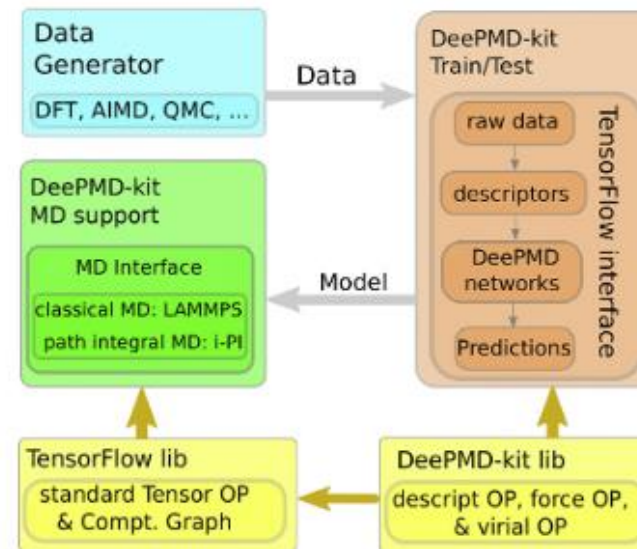 Data
Generator
DFT, AIMD, QMC, ...
Data
DeePMD-kit
Train/Test
raw data
descriptors
DeePMD
networks
Predictions
TensorFlow interface
DeePMD-kit
MD support
MD Interface
classical MD: LAMMPS
path integral MD: i-PI
Model
TensorFlow lib
standard Tensor OP
& Compt. Graph
DeePMD-kit lib
descript OP, force OP,
& virial OP